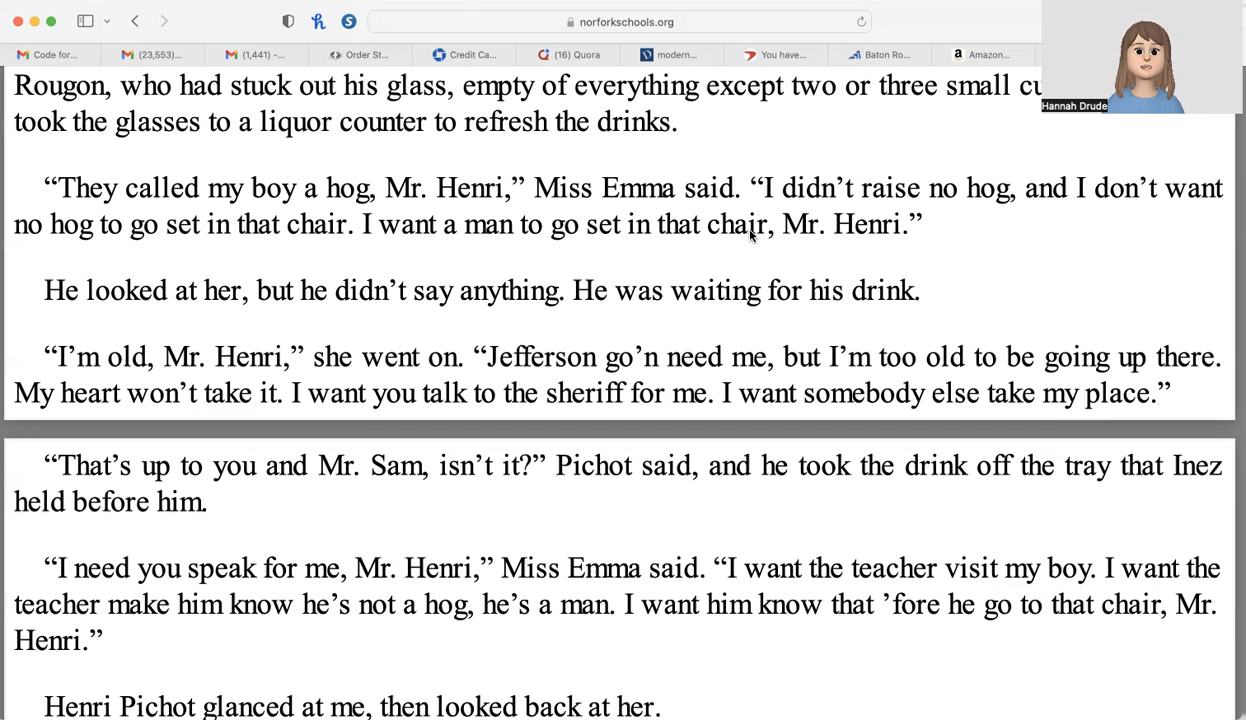 norforkschools.org
Code for...
(23,553)...
(1,441) -...
Order St...
Credit Ca...
(16) Quora
modern...
You have...
Baton Ro...
Amazon...
Hannah Drude
Rougon, who had stuck out his glass, empty of everything except two or three small cu
took the glasses to a liquor counter to refresh the drinks.
“They called my boy a hog, Mr. Henri,” Miss Emma said. “I didn’t raise no hog, and I don’t want
no hog to go set in that chair. I want a man to go set in that chair, Mr. Henri.”
He looked at her, but he didn’t say anything. He was waiting for his drink.
“I’m old, Mr. Henri,” she went on. “Jefferson go’n need me, but I’m too old to be going up there.
My heart won’t take it. I want you talk to the sheriff for me. I want somebody else take my place.”
“That’s up to you and Mr. Sam, isn’t it?” Pichot said, and he took the drink off the tray that Inez
held before him.
“I need you speak for me, Mr. Henri,” Miss Emma said. “I want the teacher visit my boy. I want the
teacher make him know he’s not a hog, he’s a man. I want him know that ’fore he go to that chair, Mr.
Henri.”
Henri Pichot glanced at me, then looked back at her.